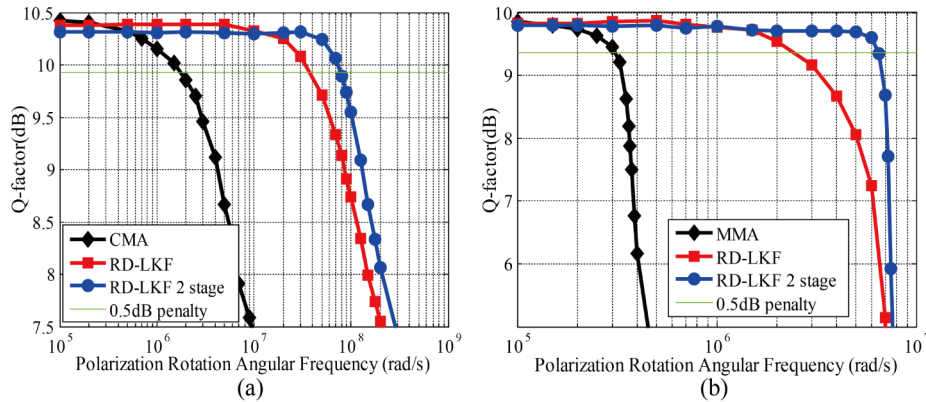 10.5
10
9.5
9
8.5
8
7.5
Q-factor(dB)
CMA
RD-LKF
RD-LKF 2 stage
0.5dB penalty
10^5
10^6
10^7
10^8
10^9
Polarization Rotation Angular Frequency (rad/s)
(a)
10
9
8
7
6
Q-factor(dB)
MMA
RD-LKF
RD-LKF 2 stage
0.5dB penalty
10^5
10^6
10^7
Polarization Rotation Angular Frequency (rad/s)
(b)